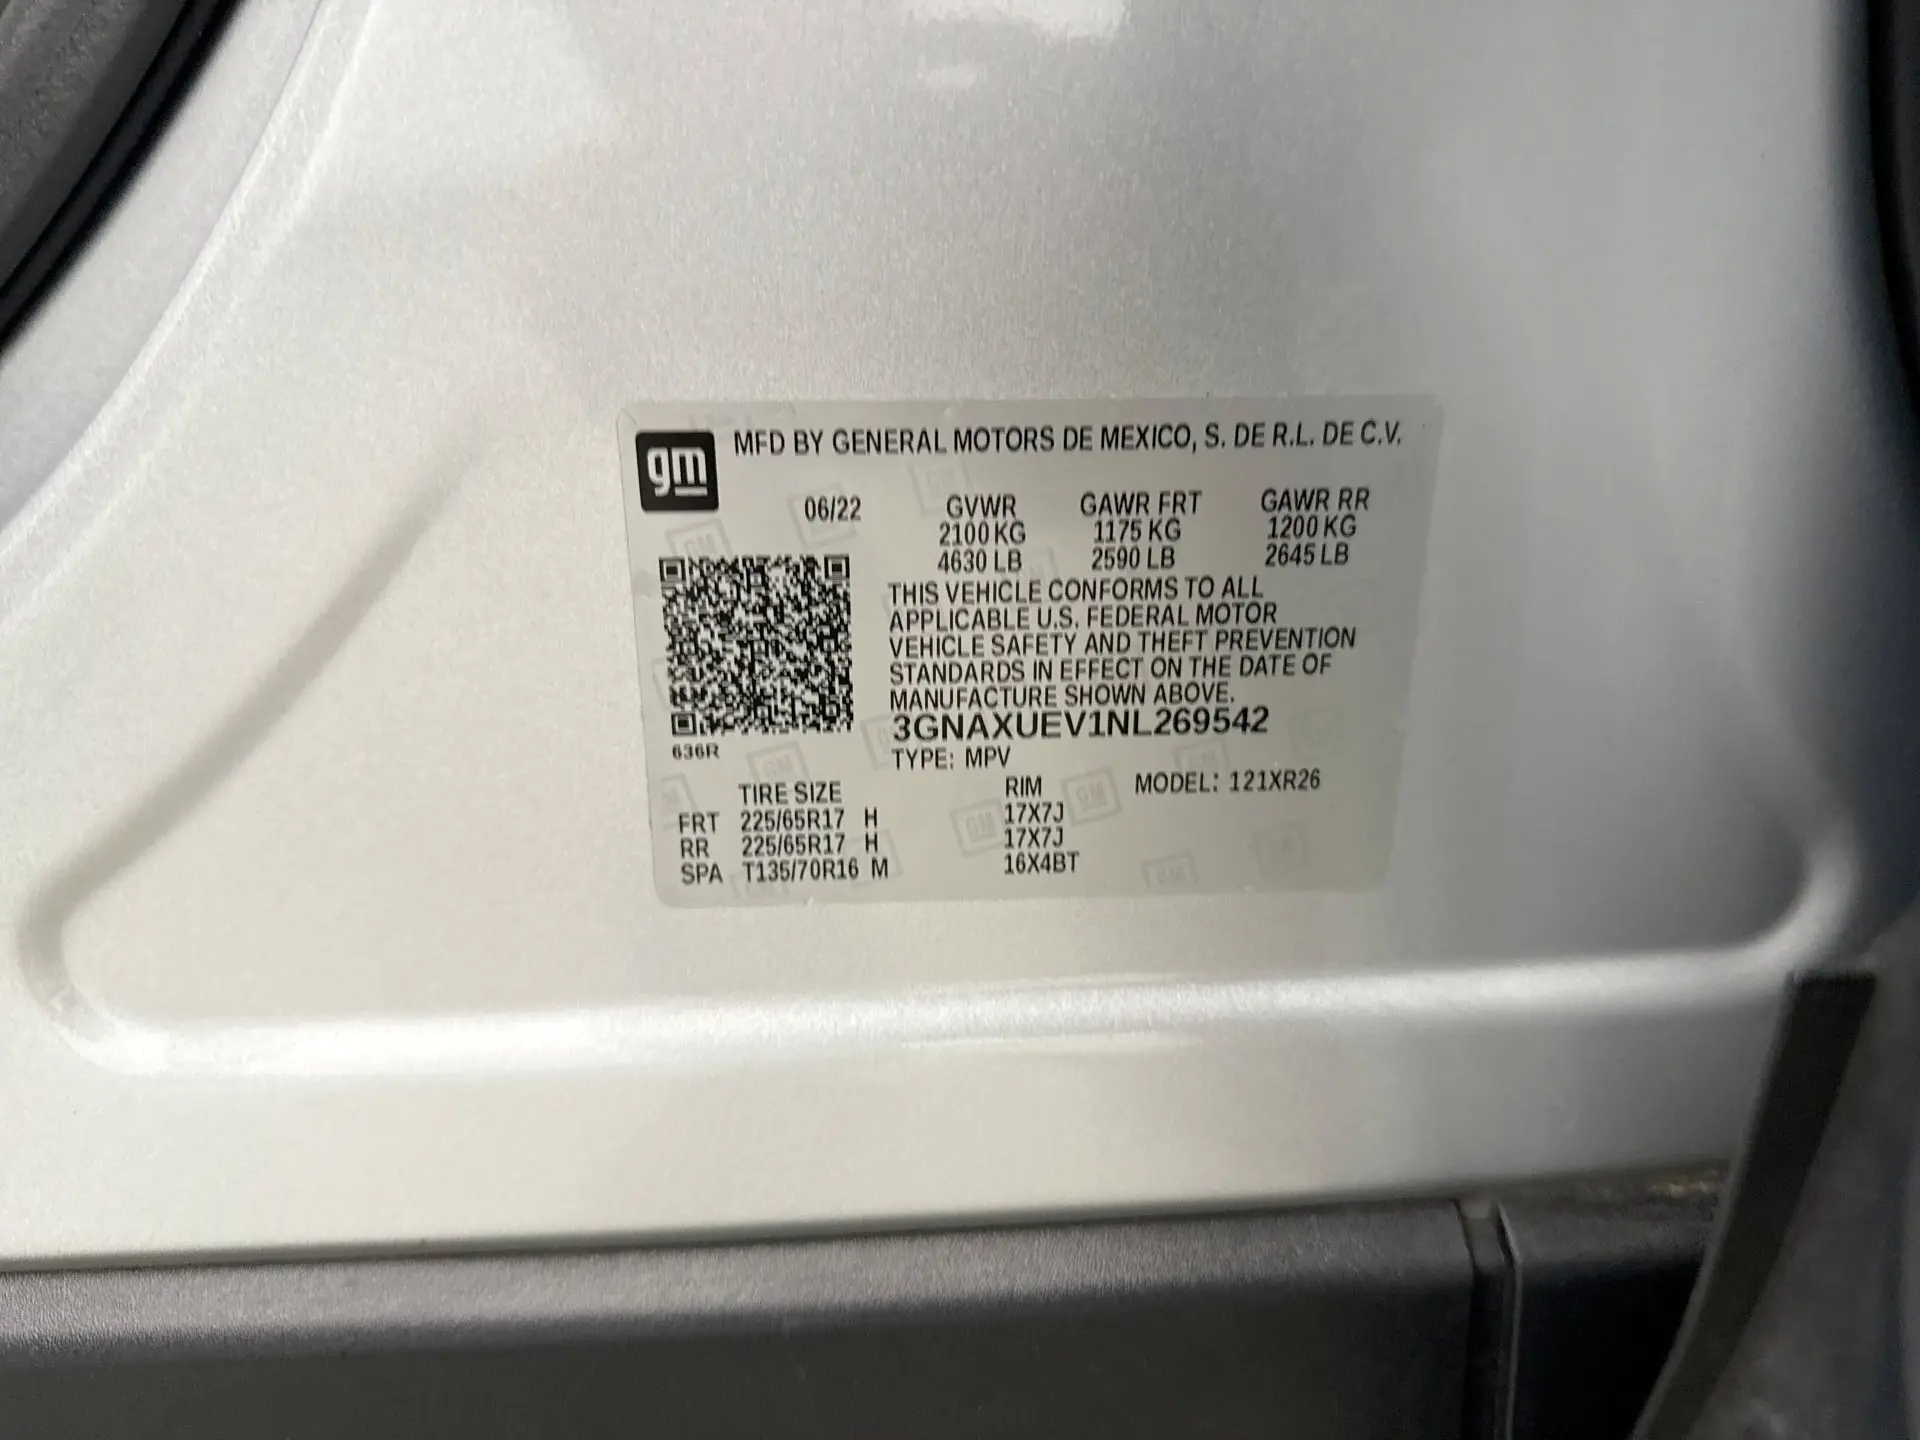 gm
MFD BY GENERAL MOTORS DE MEXICO, S. DE R.L. DE C.V.
06/22 GVWR GAWR FRT GAWR RR
2100 KG 1175 KG 1200 KG
4630 LB 2590 LB 2645 LB
THIS VEHICLE CONFORMS TO ALL
APPLICABLE U.S. FEDERAL MOTOR
VEHICLE SAFETY AND THEFT PREVENTION
STANDARDS IN EFFECT ON THE DATE OF
MANUFACTURE SHOWN ABOVE.
3GNAXUEV1NL269542
636R
TYPE: MPV
TIRE SIZE RIM MODEL: 121XR26
FRT 225/65R17 H 17X7J
RR 225/65R17 H 17X7J
SPA T135/70R16 M 16X4BT